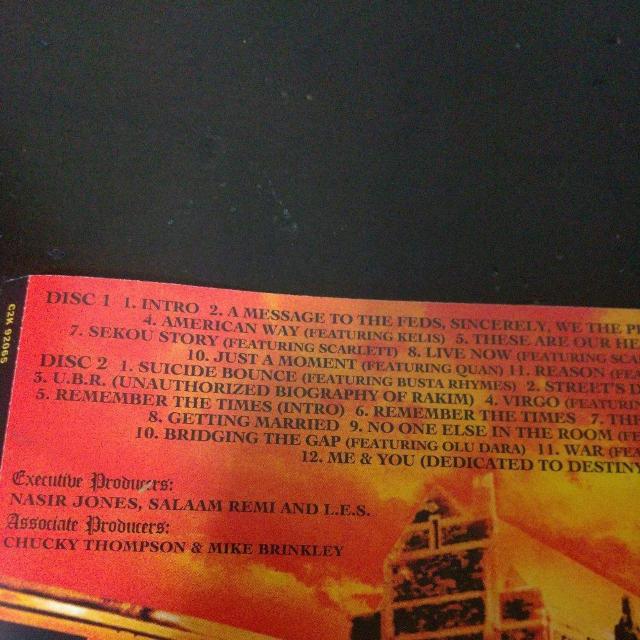 C2K 92065
DISC 1 1. INTRO 2. A MESSAGE TO THE FEDS, SINCERELY, WE THE
4. AMERICAN WAY (FEATURING KELIS) 5. THESE ARE OUR
7. SEKOU STORY (FEATURING SCARLETT) 8. LIVE NOW (FEATURING
10. JUST A MOMENT (FEATURING QUAN) 11. REASON
DISC 2 1. SUICIDE BOUNCE (FEATURING BUSTA RHYMES) 2. STREET'S
3. U.B.R. (UNAUTHORIZED BIOGRAPHY OF RAKIM) 4. VIRGO
5. REMEMBER THE TIMES (INTRO) 6. REMEMBER THE TIMES 7.
8. GETTING MARRIED 9. NO ONE ELSE IN THE ROOM
10. BRIDGING THE GAP (FEATURING OLU DARA) 11. WAR
12. ME & YOU (DEDICATED TO DESTINY
Executive Producers:
NASIR JONES, SALAAM REMI AND L.E.S.
Associate Producers:
CHUCKY THOMPSON & MIKE BRINKLEY